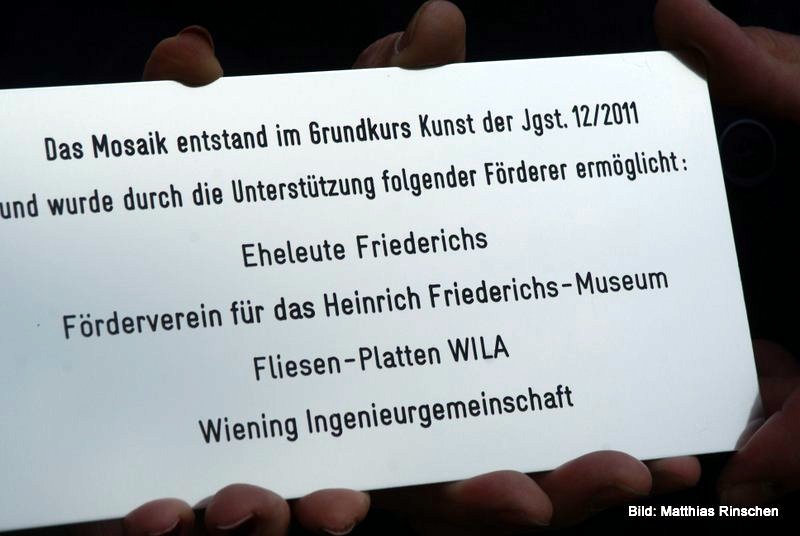 Das Mosaik entstand im Grundkurs Kunst der Jgst. 12/2011
und wurde durch die Unterstützung folgender Förderer ermöglicht:
Eheleute Friederichs
Förderverein für das Heinrich Friederichs-Museum
Fliesen-Platten WILA
Wiening Ingenieurgemeinschaft
Bild: Matthias Rinschen